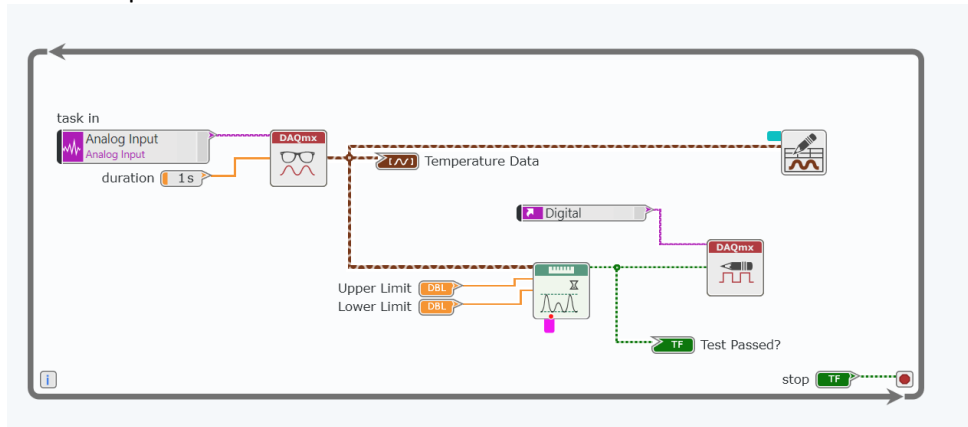 task in
Analog Input
Analog Input
DAQmx
duration 1 s
Temperature Data
Digital
DAQmx
Upper Limit DBL
Lower Limit DBL
TF Test Passed?
i
stop TF